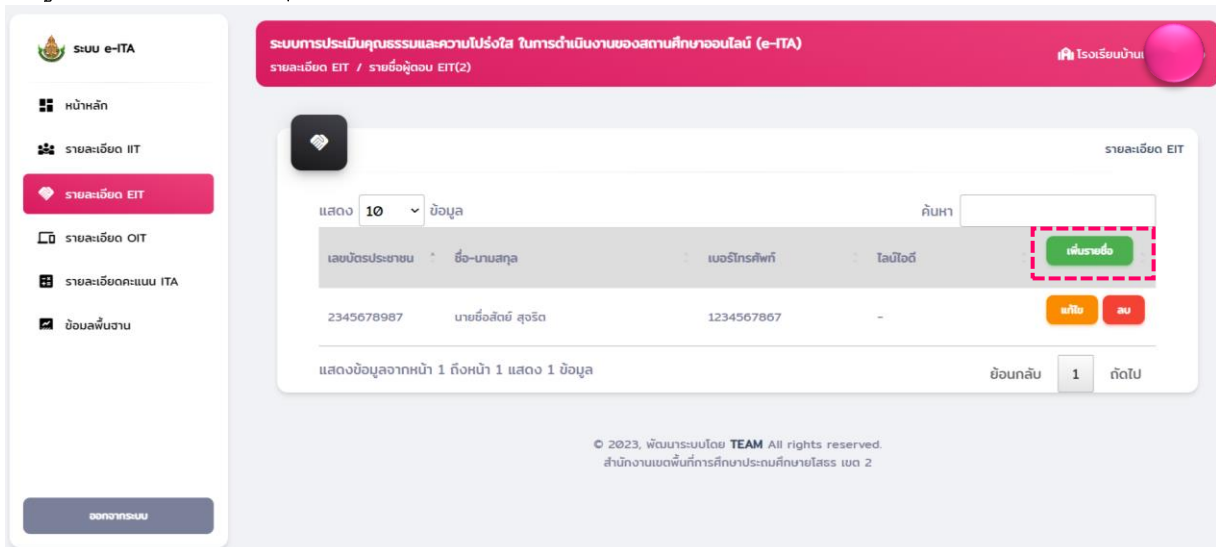 ระบบ e-ITA
หน้าหลัก
รายละเอียด IIT
รายละเอียด EIT
รายละเอียด OIT
รายละเอียดคะแนน ITA
ข้อมูลพื้นฐาน
ออกจากระบบ
ระบบการประเมินคุณธรรมและความโปร่งใส ในการดำเนินงานของสถานศึกษาออนไลน์ (e-ITA)
รายละเอียด EIT / รายชื่อผู้ตอบ EIT(2)
โรงเรียนบ้าน
รายละเอียด EIT
แสดง 10 ข้อมูล
ค้นหา
เลขบัตรประชาชน ชื่อ-นามสกุล เบอร์โทรศัพท์ ไลน์ไอดี เพิ่มรายชื่อ
2345678987 นายซื่อสัตย์ สุจริต 1234567867 - แก้ไข ลบ
แสดงข้อมูลจากหน้า 1 ถึงหน้า 1 แสดง 1 ข้อมูล
ย้อนกลับ 1 ถัดไป
© 2023, พัฒนาระบบโดย TEAM All rights reserved.
สำนักงานเขตพื้นที่การศึกษาประถมศึกษายโสธร เขต 2